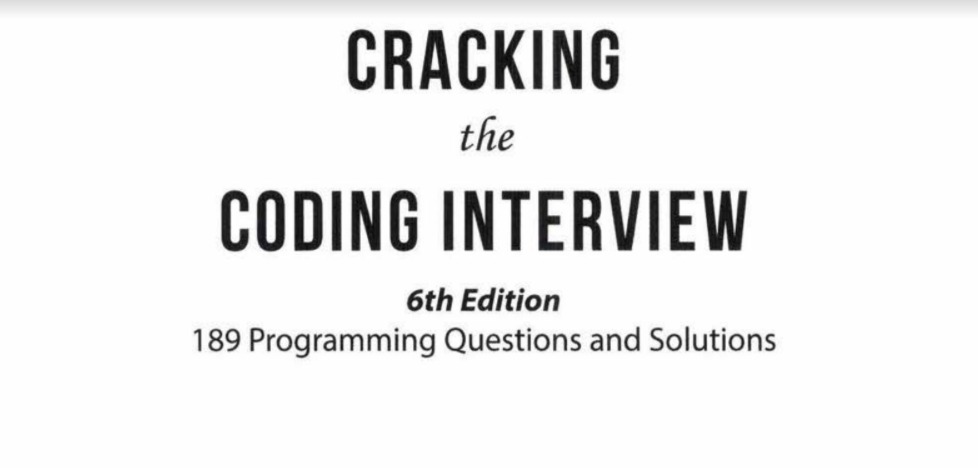 CRACKING
the
CODING INTERVIEW
6th Edition
189 Programming Questions and Solutions